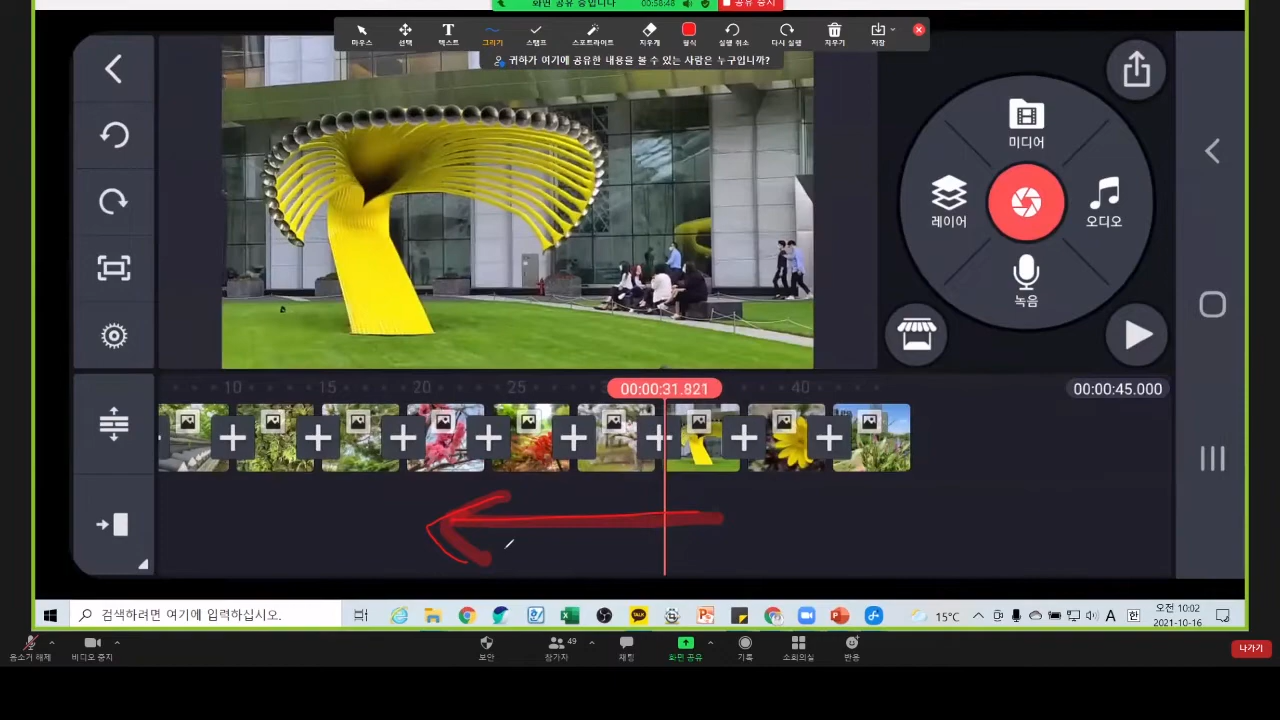 화면 공유 중입니다
00:58:48
공유 중지
마우스
선택
텍스트
그리기
스탬프
스포트라이트
지우개
형식
실행 취소
다시 실행
지우기
저장
귀하가 여기에 공유한 내용을 볼 수 있는 사람은 누구입니까?
미디어
레이어
오디오
녹음
10
15
20
25
00:00:31.821
40
00:00:45.000
검색하려면 여기에 입력하십시오.
TALK
15°C
A
한
오전 10:02
2021-10-16
음소거 해제
비디오 중지
보안
49
참가자
채팅
화면 공유
기록
소회의실
반응
나가기